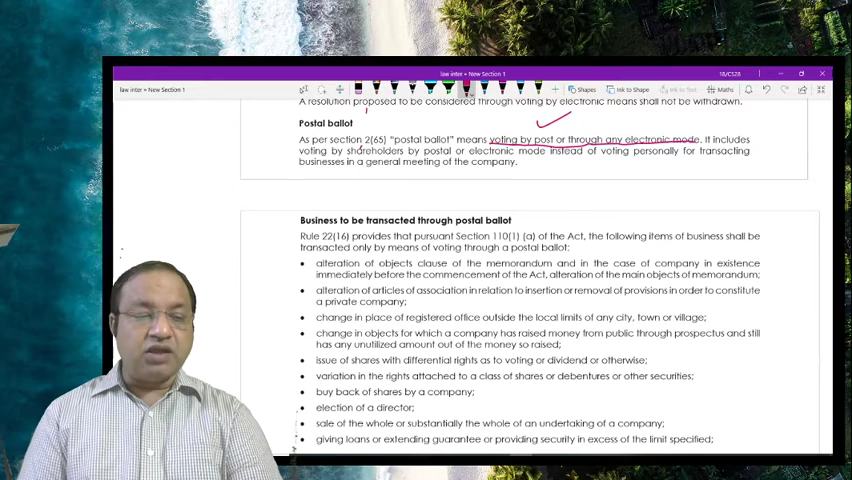 law inter » New Section 1
18/CS28
law inter » New Section 1
Shapes
Ink to Shape
Maths
A resolution proposed to be considered through voting by electronic means shall not be withdrawn.
Postal ballot
As per section 2(65) “postal ballot” means voting by post or through any electronic mode. It includes
voting by shareholders by postal or electronic mode instead of voting personally for transacting
businesses in a general meeting of the company.
Business to be transacted through postal ballot
Rule 22(16) provides that pursuant Section 110(1) (a) of the Act, the following items of business shall be
transacted only by means of voting through a postal ballot:
• alteration of objects clause of the memorandum and in the case of company in existence
immediately before the commencement of the Act, alteration of the main objects of memorandum;
• alteration of articles of association in relation to insertion or removal of provisions in order to constitute
a private company;
• change in place of registered office outside the local limits of any city, town or village;
• change in objects for which a company has raised money from public through prospectus and still
has any unutilized amount out of the money so raised;
• issue of shares with differential rights as to voting or dividend or otherwise;
• variation in the rights attached to a class of shares or debentures or other securities;
• buy back of shares by a company;
• election of a director;
• sale of the whole or substantially the whole of an undertaking of a company;
• giving loans or extending guarantee or providing security in excess of the limit specified;